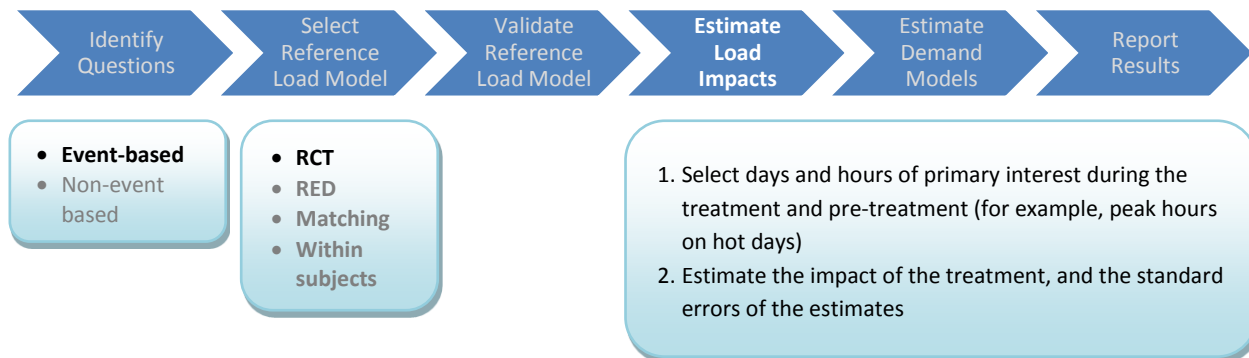 Identify
Questions
Select
Reference
Load Model
Validate
Reference
Load Model
Estimate
Load
Impacts
Estimate
Demand
Models
Report
Results
• Event-based
• Non-event
based
• RCT
• RED
• Matching
• Within
subjects
1. Select days and hours of primary interest during the
treatment and pre-treatment (for example, peak hours
on hot days)
2. Estimate the impact of the treatment, and the standard
errors of the estimates